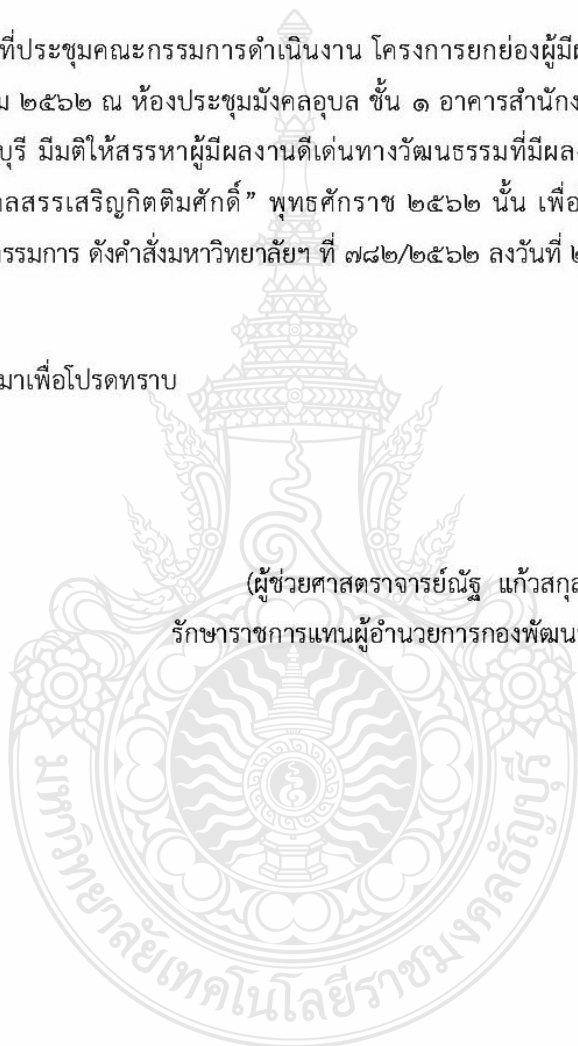 ที่ประชุมคณะกรรมการดำเนินงาน โครงการยกย่องผู้มี
ม ๒๕๖๒ ณ ห้องประชุมมังคลอุบล ชั้น ๑ อาคารสำนักง
บุรี มีมติให้สรรหาผู้มีผลงานดีเด่นทางวัฒนธรรมที่มีผล
ลสรรเสริญกิตติมศักดิ์” พุทธศักราช ๒๕๖๒ นั้น เพื่อ
กรรมการ ดังคำสั่งมหาวิทยาลัยฯ ที่ ๗๘๒/๒๕๖๒ ลงวันที่
มาเพื่อโปรดทราบ
(ผู้ช่วยศาสตราจารย์ณัฐ แก้วสกุล
รักษาราชการแทนผู้อำนวยการกองพัฒน
มหาวิทยาลัยเทคโนโลยีราชมงคลธัญบุรี